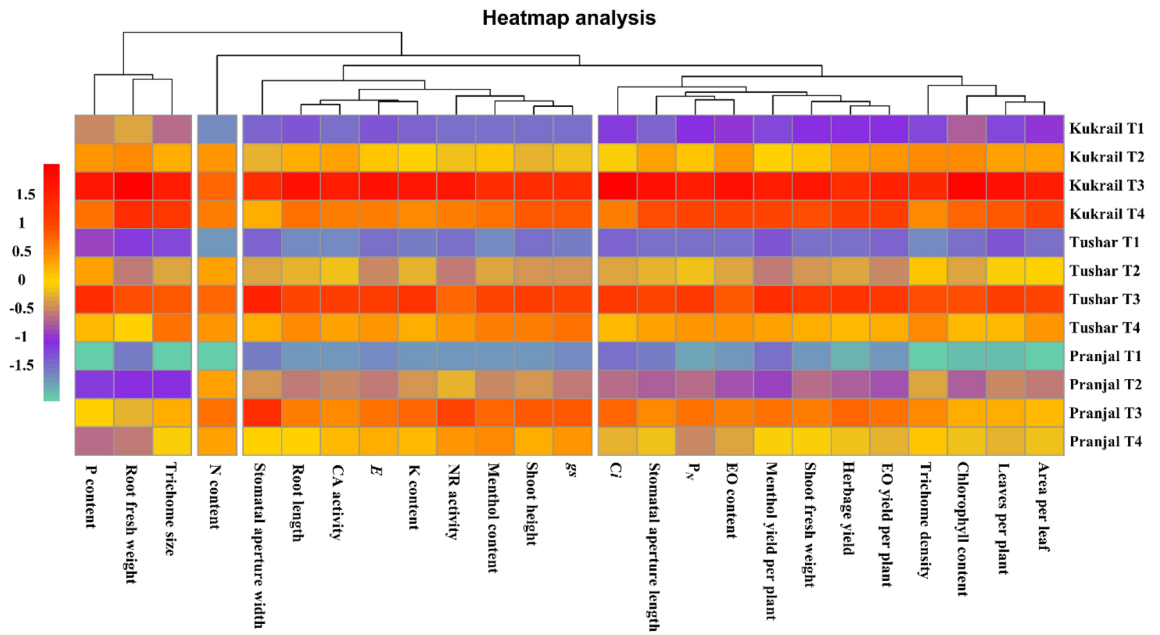 Heatmap analysis
Kukrail T1
Kukrail T2
Kukrail T3
Kukrail T4
Tushar T1
Tushar T2
Tushar T3
Tushar T4
Pranjal T1
Pranjal T2
Pranjal T3
Pranjal T4
1.5
1
0.5
0
-0.5
-1
-1.5
P content
Root fresh weight
Trichome size
N content
Stomatal aperture width
Root length
CA activity
E
K content
NR activity
Menthol content
Shoot height
gs
Ci
Stomatal aperture length
PN
EO content
Menthol yield per plant
Shoot fresh weight
Herbage yield
EO yield per plant
Trichome density
Chlorophyll content
Leaves per plant
Area per leaf